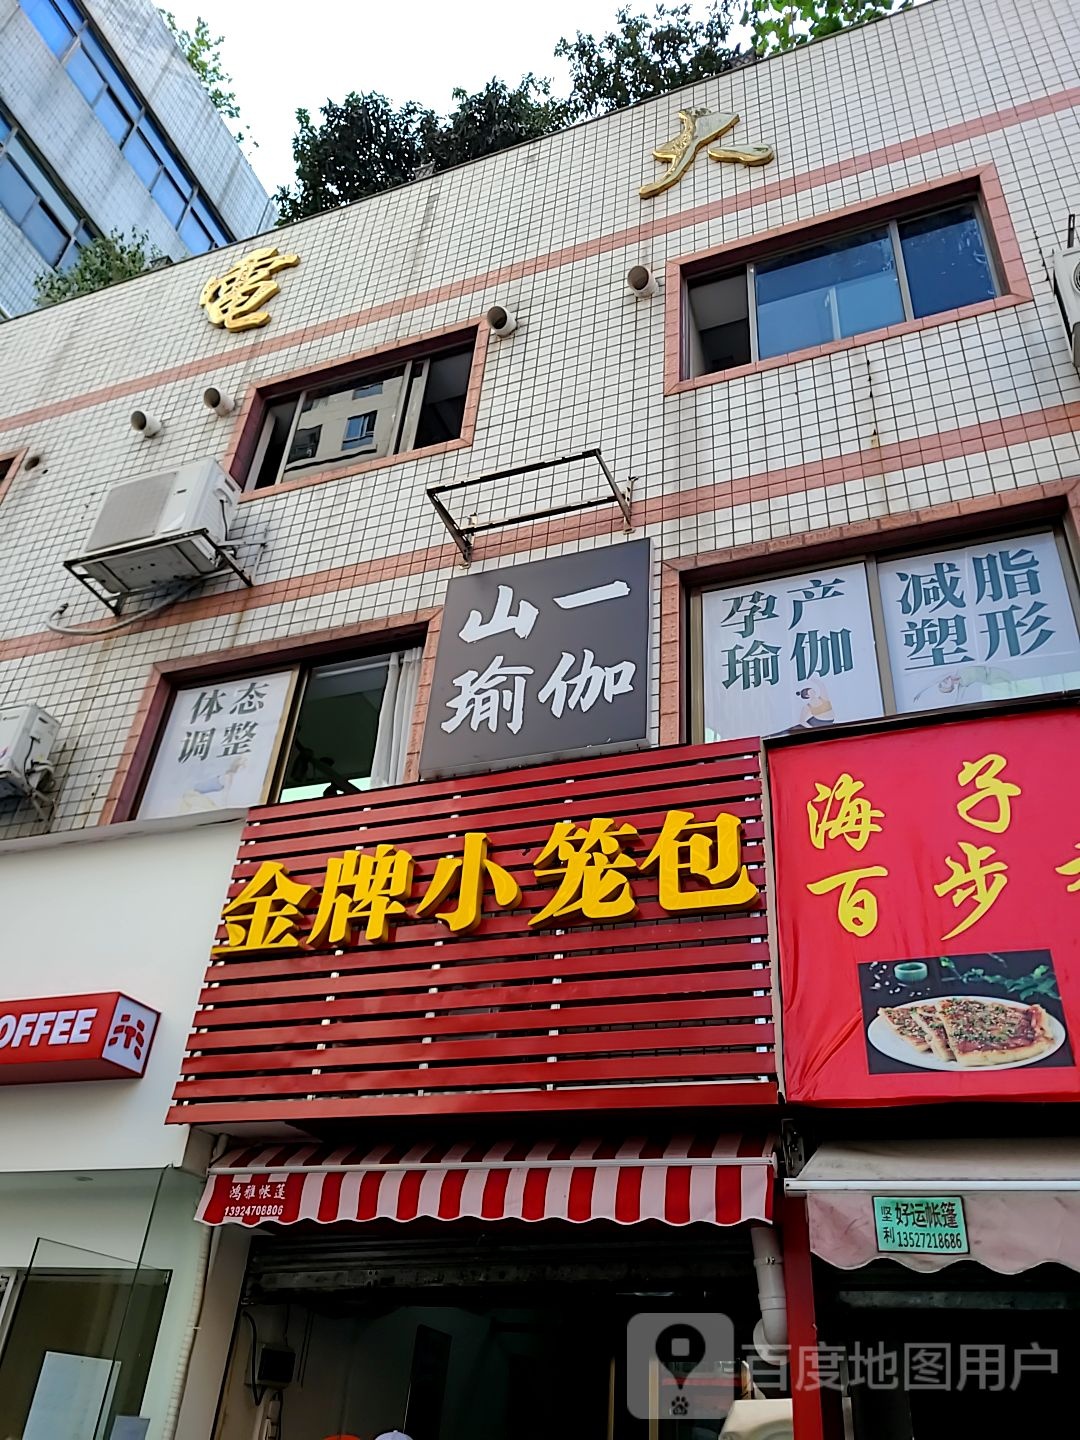 電 大
山一
瑜伽
孕产
瑜伽
减脂
塑形
体态
调整
金牌小笼包
海子
百步
OFFEE
鸿雅帐篷
13924708806
坚利
好运帐篷
13527218686
百度地图用户